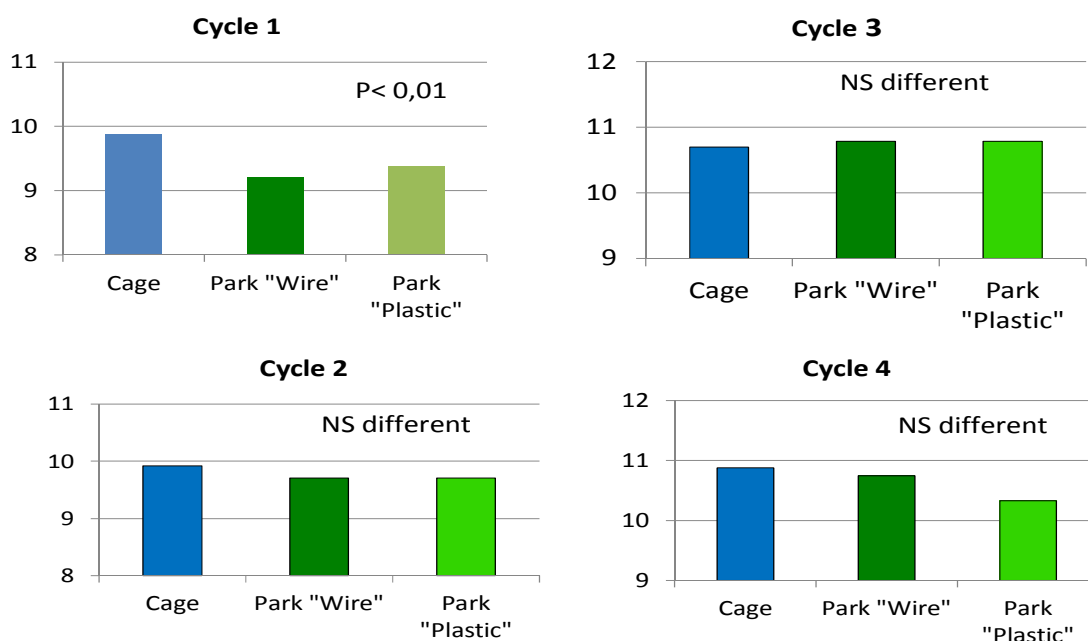 Cycle 1
11
10
9
8
P< 0,01
Cage
Park "Wire"
Park
"Plastic"
Cycle 3
12
11
10
9
NS different
Cage
Park "Wire"
Park
"Plastic"
Cycle 2
11
10
9
8
NS different
Cage
Park "Wire"
Park
"Plastic"
Cycle 4
12
11
10
9
NS different
Cage
Park "Wire"
Park
"Plastic"